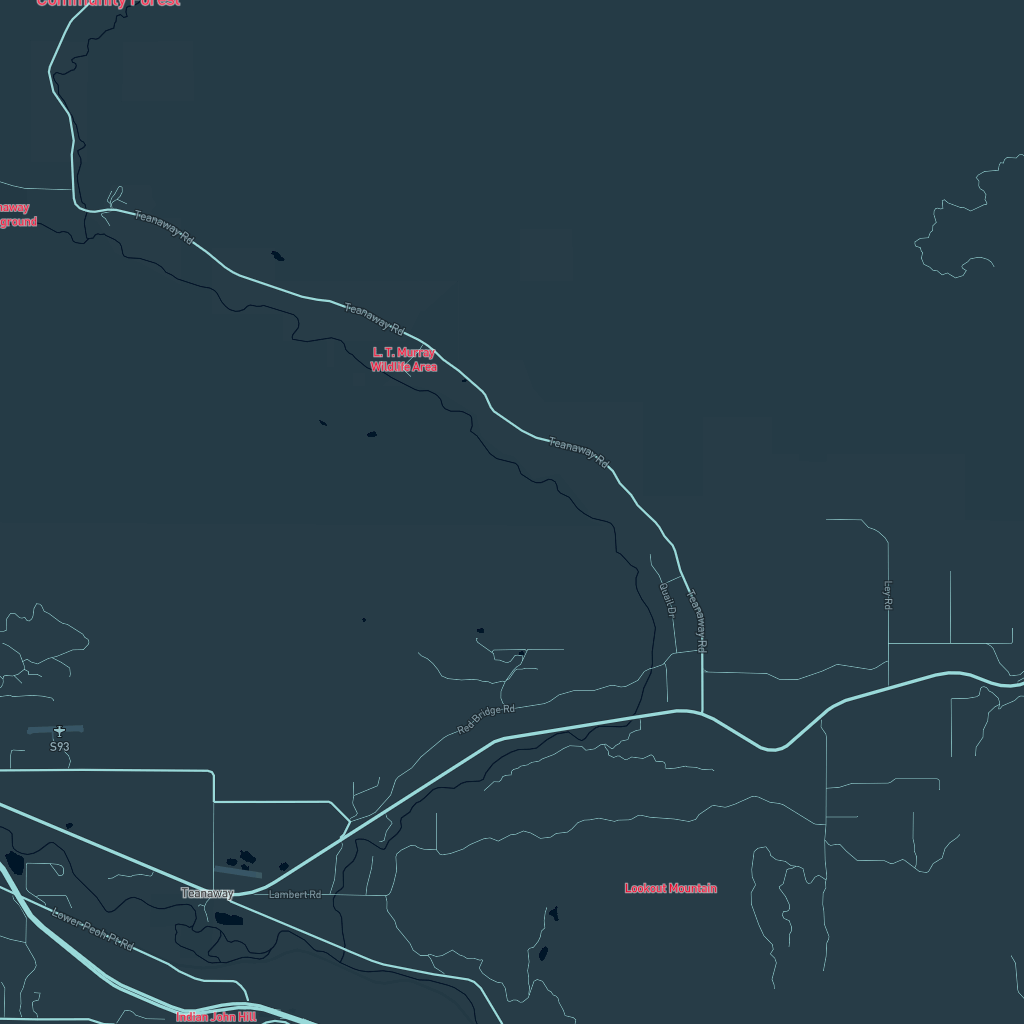 Community Forest
naway
ground
Teanaway Rd
Teanaway Rd
L. T. Murray
Wildlife Area
Teanaway Rd
Quail Dr
Teanaway Rd
Ley Rd
Red Bridge Rd
S93
Teanaway
Lambert Rd
Lookout Mountain
Lower Peoh Pt Rd
Indian John Hill